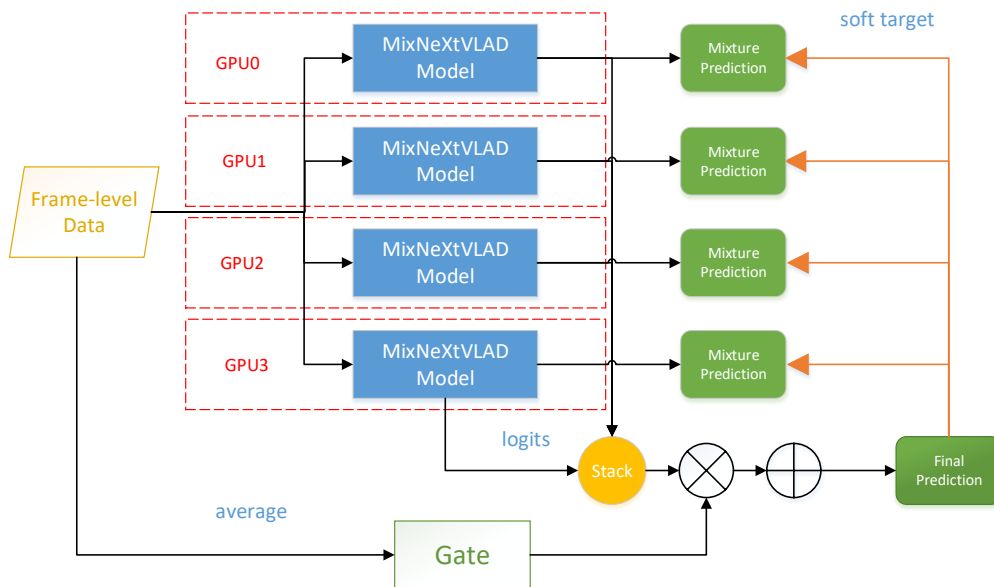 soft target
GPU0
MixNeXtVLAD
Model
Mixture
Prediction
GPU1
MixNeXtVLAD
Model
Mixture
Prediction
Frame-level
Data
GPU2
MixNeXtVLAD
Model
Mixture
Prediction
GPU3
MixNeXtVLAD
Model
Mixture
Prediction
logits
Stack
Final
Prediction
average
Gate